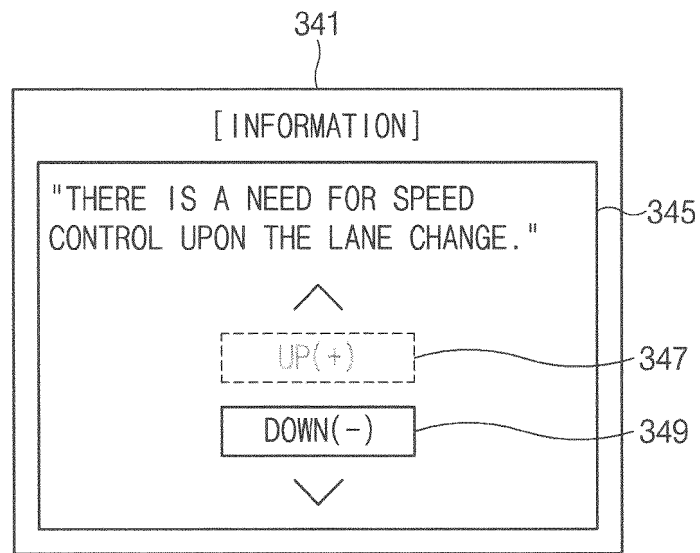 341
[INFORMATION]
"THERE IS A NEED FOR SPEED
CONTROL UPON THE LANE CHANGE."
345
UP(+)
347
DOWN(-)
349